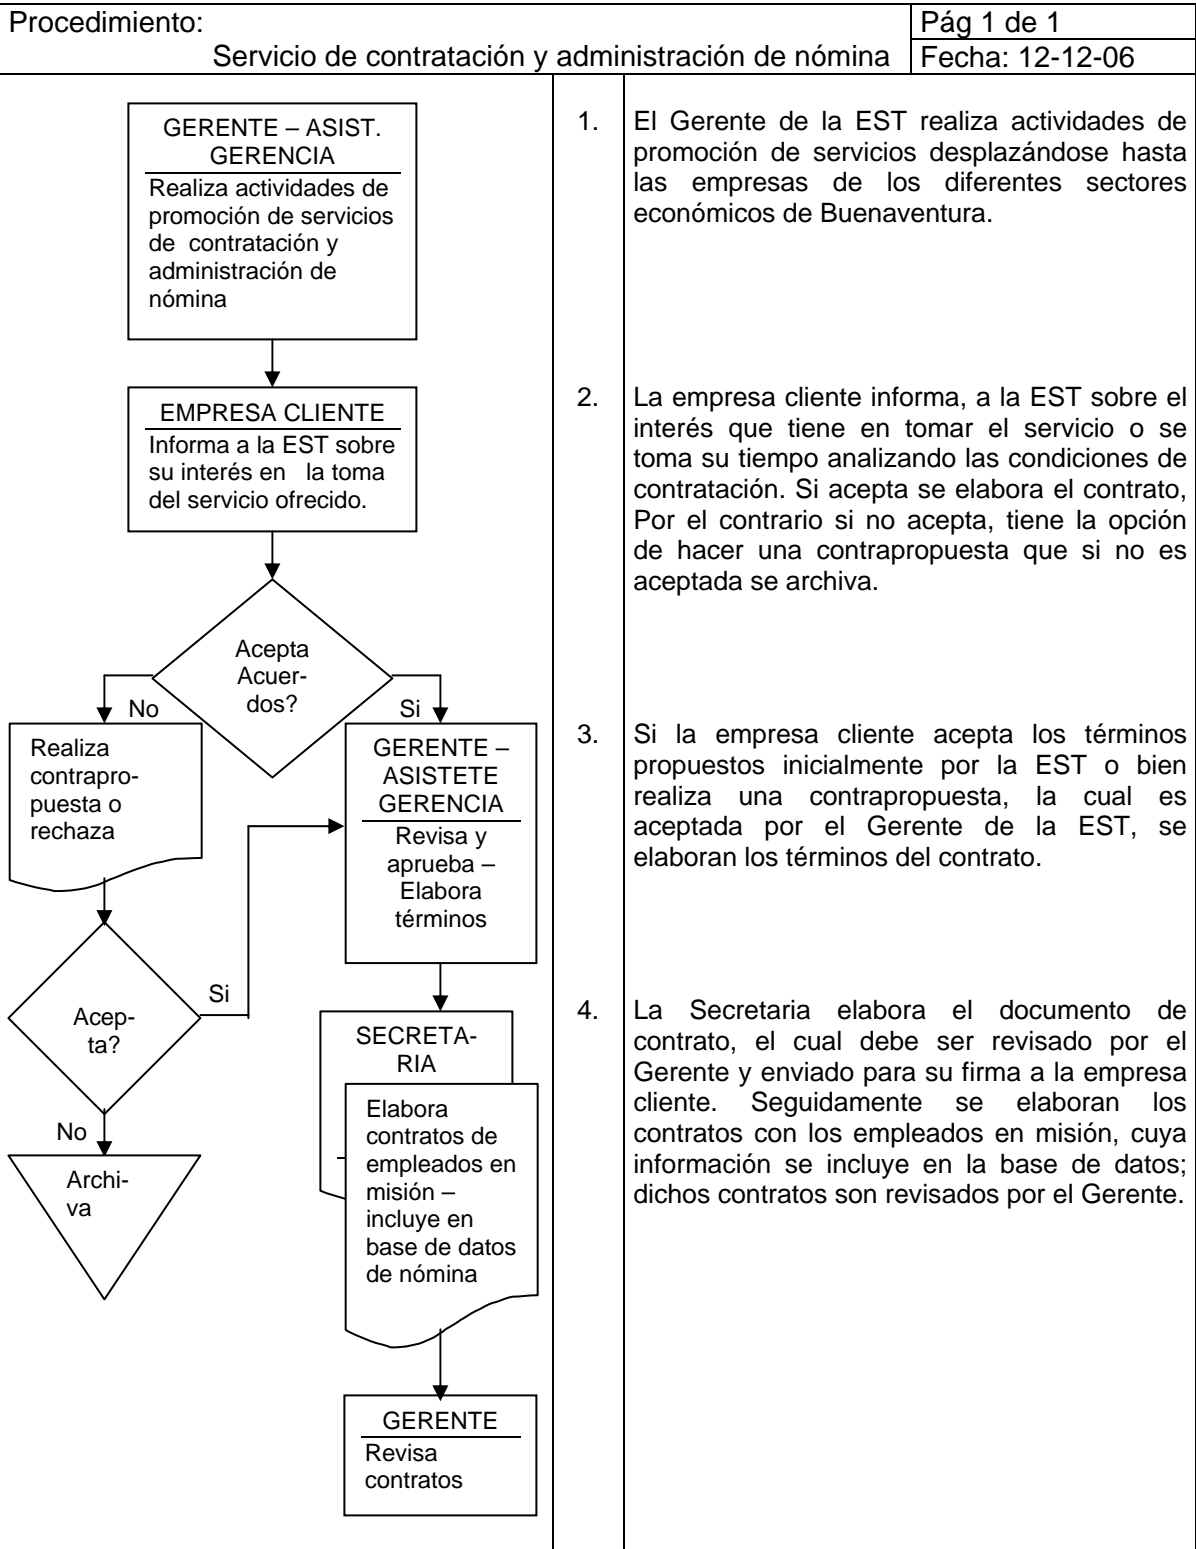 Procedimiento:
Servicio de contratación y administración de nómina
Pág 1 de 1
Fecha: 12-12-06
GERENTE – ASIST.
GERENCIA
Realiza actividades de
promoción de servicios
de contratación y
administración de
nómina
1.
El Gerente de la EST realiza actividades de
promoción de servicios desplazándose hasta
las empresas de los diferentes sectores
económicos de Buenaventura.
EMPRESA CLIENTE
Informa a la EST sobre
su interés en la toma
del servicio ofrecido.
2.
La empresa cliente informa, a la EST sobre el
interés que tiene en tomar el servicio o se
toma su tiempo analizando las condiciones de
contratación. Si acepta se elabora el contrato,
Por el contrario si no acepta, tiene la opción
de hacer una contrapropuesta que si no es
aceptada se archiva.
Acepta
Acuer-
dos?
No
Si
Realiza
contrapro-
puesta o
rechaza
GERENTE –
ASISTETE
GERENCIA
Revisa y
aprueba –
Elabora
términos
3.
Si la empresa cliente acepta los términos
propuestos inicialmente por la EST o bien
realiza una contrapropuesta, la cual es
aceptada por el Gerente de la EST, se
elaboran los términos del contrato.
Acep-
ta?
Si
No
Archi-
va
SECRETA-
RIA
Elabora
contratos de
empleados en
misión –
incluye en
base de datos
de nómina
4.
La Secretaria elabora el documento de
contrato, el cual debe ser revisado por el
Gerente y enviado para su firma a la empresa
cliente. Seguidamente se elaboran los
contratos con los empleados en misión, cuya
información se incluye en la base de datos;
dichos contratos son revisados por el Gerente.
GERENTE
Revisa
contratos